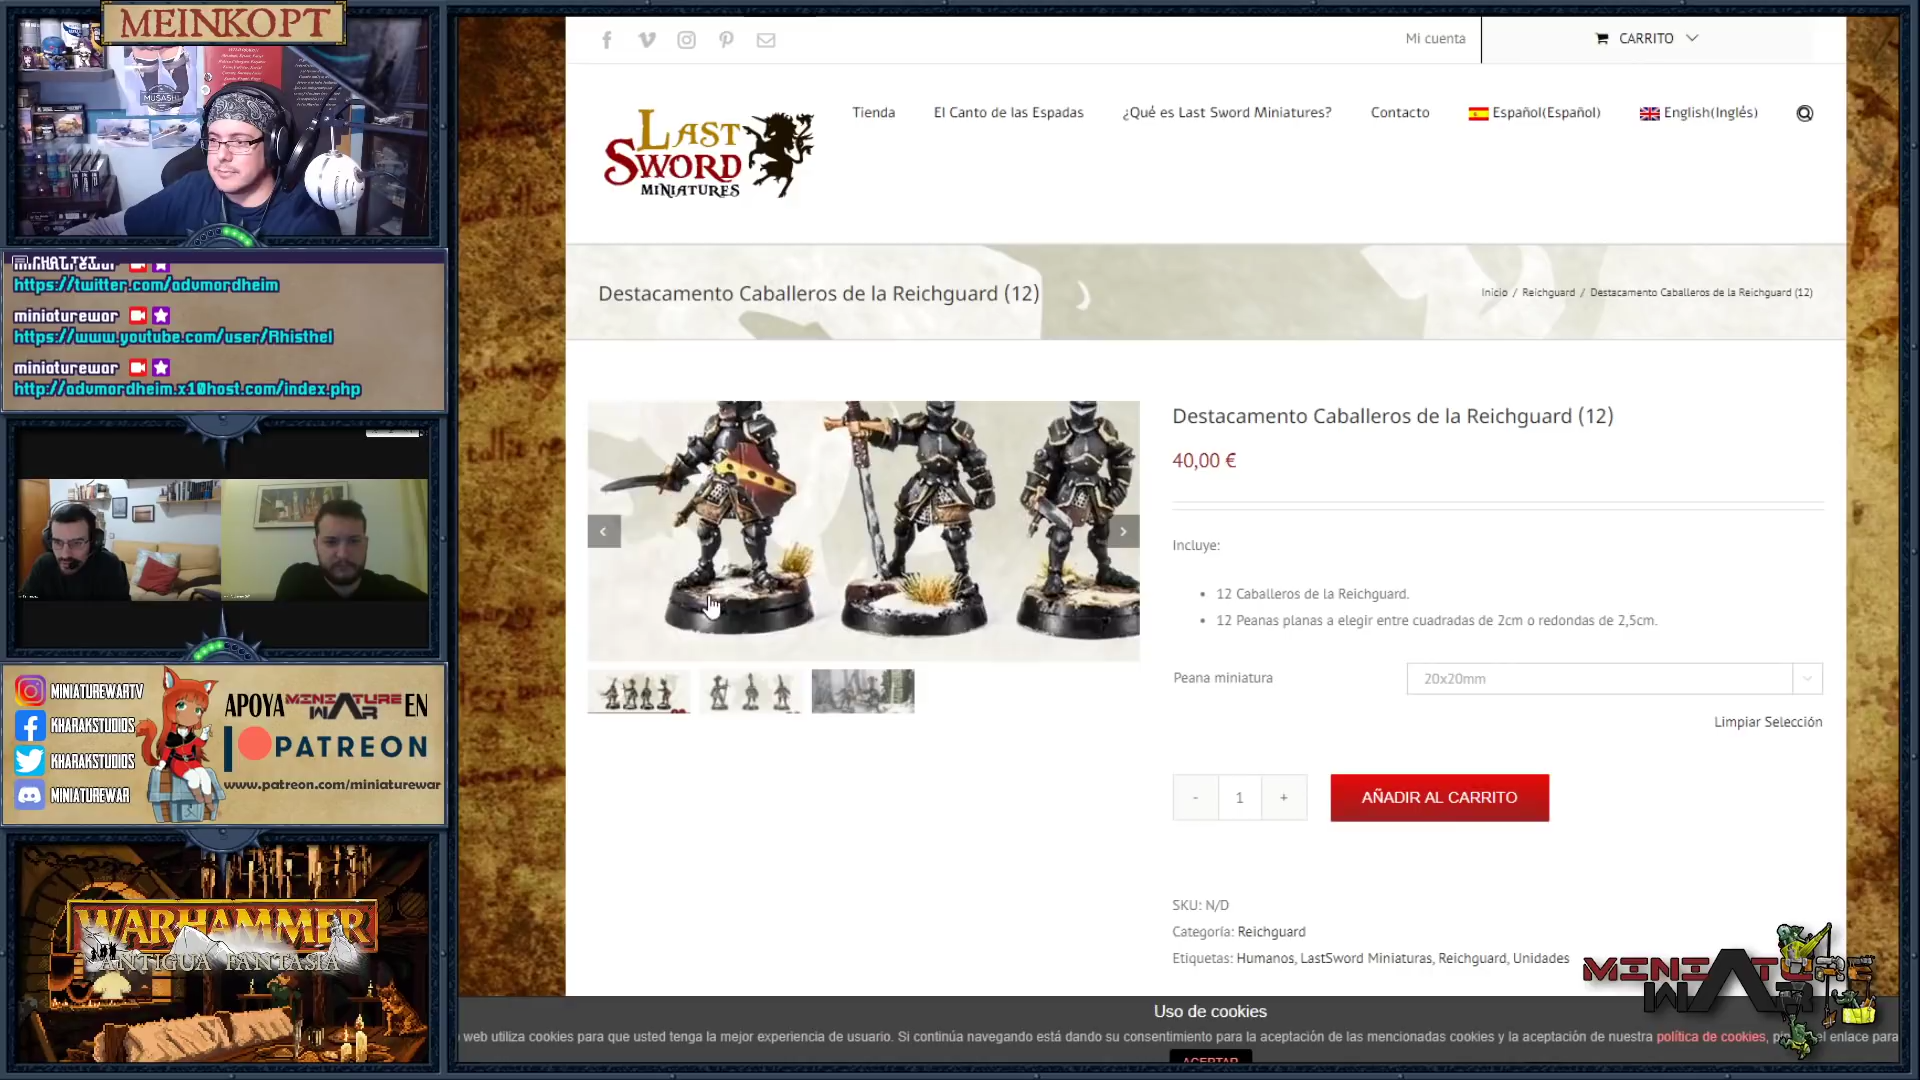 MEINKOPT
MUSASHI
CHAT.TXT
miniaturewar
https://twitter.com/advmordheim
miniaturewar
https://www.youtube.com/user/Rhisthel
miniaturewar
http://advmordheim.x10host.com/index.php
MINIATUREWARTV
KHARAKSTUDIOS
KHARAKSTUDIOS
MINIATUREWAR
APOYA MINIATURE WAR EN
PATREON
www.patreon.com/miniaturewar
WARHAMMER
ANTIGUA FANTASIA
Mi cuenta
CARRITO
LAST SWORD MINIATURES
Tienda
El Canto de las Espadas
¿Qué es Last Sword Miniatures?
Contacto
Español(Español)
English(Inglés)
Destacamento Caballeros de la Reichguard (12)
Inicio / Reichguard / Destacamento Caballeros de la Reichguard (12)
Destacamento Caballeros de la Reichguard (12)
40,00 €
Incluye:
• 12 Caballeros de la Reichguard.
• 12 Peanas planas a elegir entre cuadradas de 2cm o redondas de 2,5cm.
Peana miniatura
20x20mm
Limpiar Selección
- 1 +
AÑADIR AL CARRITO
SKU: N/D
Categoría: Reichguard
Etiquetas: Humanos, LastSword Miniaturas, Reichguard, Unidades
MINIATURE WAR
Uso de cookies
web utiliza cookies para que usted tenga la mejor experiencia de usuario. Si continúa navegando está dando su consentimiento para la aceptación de las mencionadas cookies y la aceptación de nuestra política de cookies, el enlace para
ACEPTAR